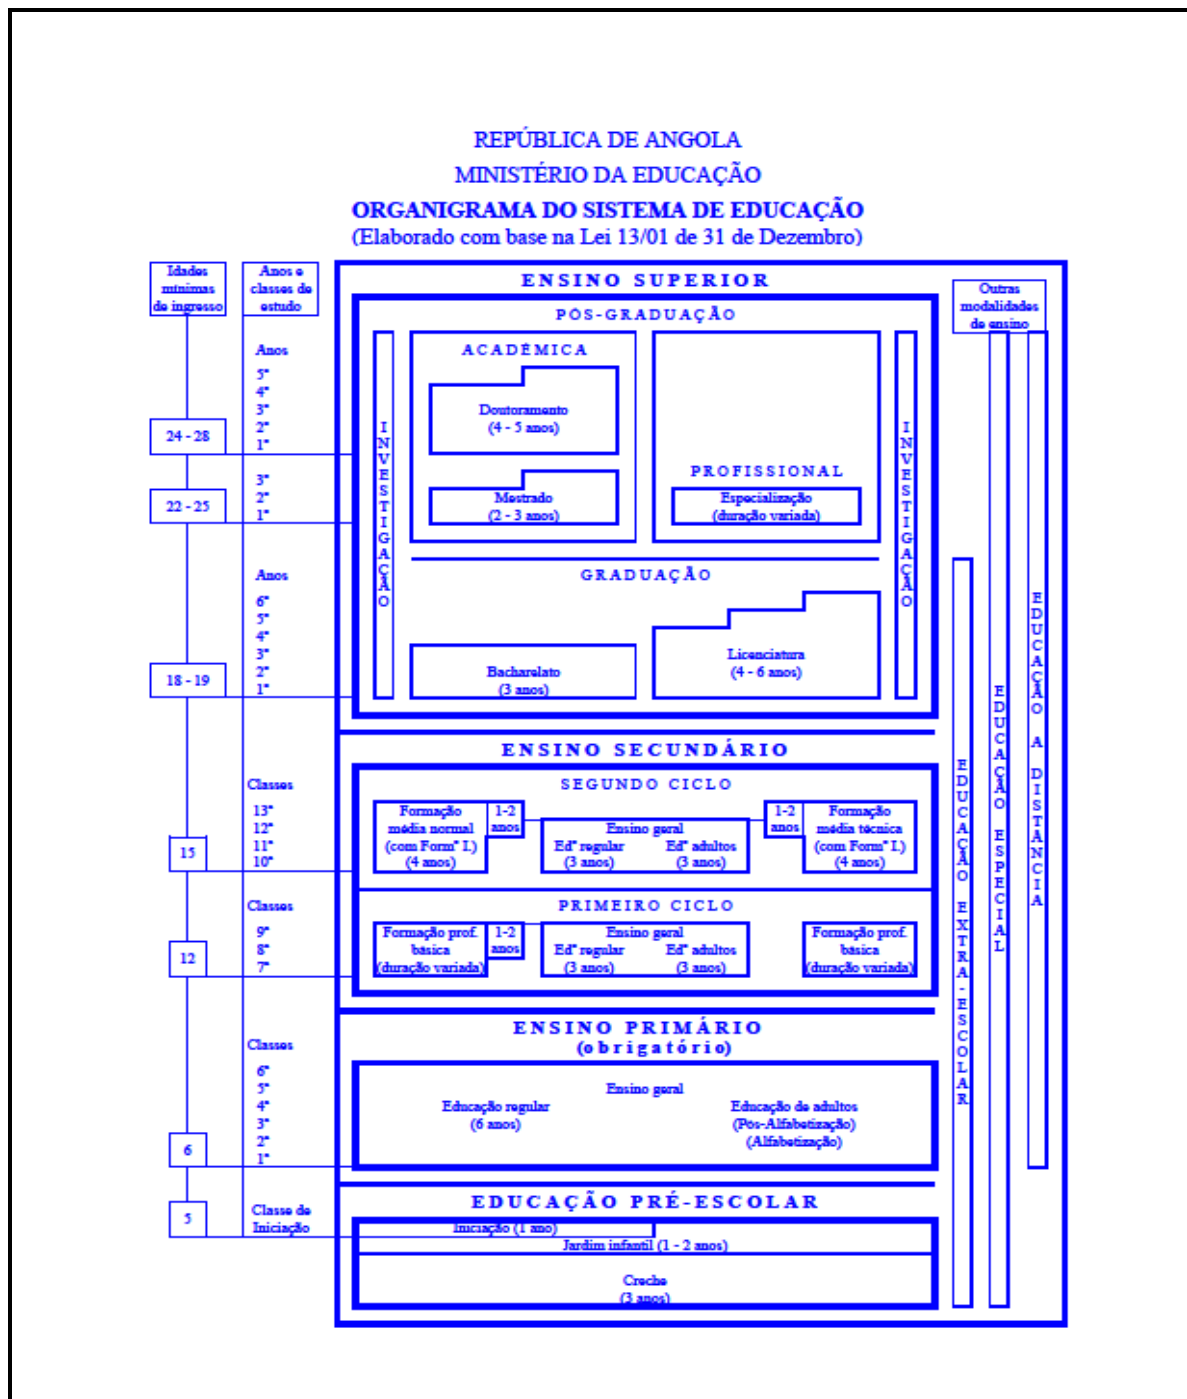 REPÚBLICA DE ANGOLA
MINISTÉRIO DA EDUCAÇÃO
ORGANIGRAMA DO SISTEMA DE EDUCAÇÃO
(Elaborado com base na Lei 13/01 de 31 de Dezembro)
Idades
mínimas
de ingresso
Anos e
classes de
estudo
ENSINO SUPERIOR
Outras
modalidades
de ensino
PÓS-GRADUAÇÃO
Anos
5º
4º
3º
2º
1º
24 - 28
3º
2º
1º
22 - 25
INVESTIGAÇÃO
ACADÉMICA
Doutoramento
(4 - 5 anos)
Mestrado
(2 - 3 anos)
PROFISSIONAL
Especialização
(duração variada)
INVESTIGAÇÃO
Anos
6º
5º
4º
3º
2º
1º
18 - 19
GRADUAÇÃO
Bacharelato
(3 anos)
Licenciatura
(4 - 6 anos)
ENSINO SECUNDÁRIO
SEGUNDO CICLO
Classes
13ª
12ª
11ª
10ª
15
Formação
média normal
(com Formº I.)
(4 anos)
1-2
anos
Ensino geral
Edª regular
(3 anos)
Edª adultos
(3 anos)
1-2
anos
Formação
média técnica
(com Formº I.)
(4 anos)
PRIMEIRO CICLO
Classes
9ª
8ª
7ª
12
Formação prof.
básica
(duração variada)
1-2
anos
Ensino geral
Edª regular
(3 anos)
Edª adultos
(3 anos)
Formação prof.
básica
(duração variada)
ENSINO PRIMÁRIO
(obrigatório)
Classes
6ª
5ª
4ª
3ª
2ª
1ª
6
Ensino geral
Educação regular
(6 anos)
Educação de adultos
(Pós-Alfabetização)
(Alfabetização)
EDUCAÇÃO PRÉ-ESCOLAR
5
Classe de
Iniciação
Iniciação (1 ano)
Jardim infantil (1 - 2 anos)
Creche
(3 anos)
EDUCAÇÃO EXTRA-ESCOLAR
EDUCAÇÃO ESPECIAL
EDUCAÇÃO A DISTÂNCIA